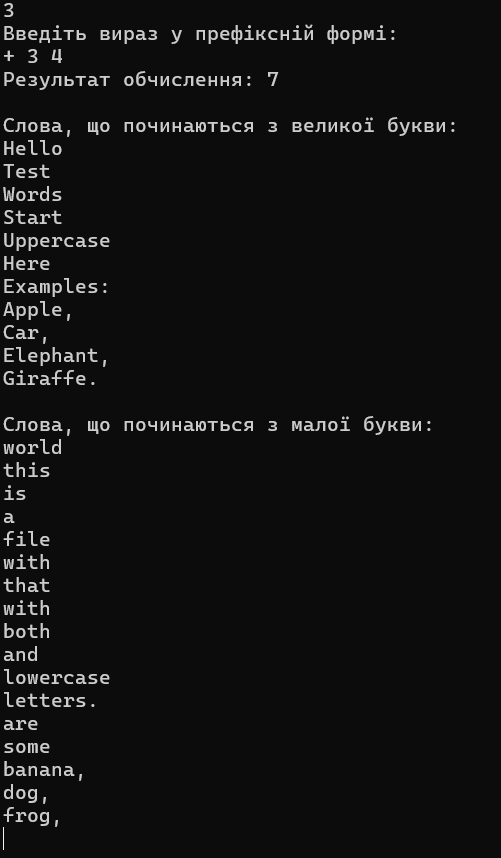 3
Введіть вираз у префіксній формі:
+ 3 4
Результат обчислення: 7
Слова, що починаються з великої букви:
Hello
Test
Words
Start
Uppercase
Here
Examples:
Apple,
Car,
Elephant,
Giraffe.
Слова, що починаються з малої букви:
world
this
is
a
file
with
that
with
both
and
lowercase
letters.
are
some
banana,
dog,
frog,